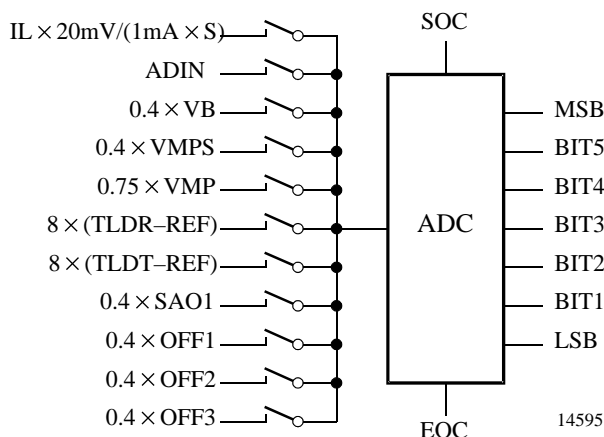 IL × 20mV/(1mA × S)
ADIN
0.4 × VB
0.4 × VMPS
0.75 × VMP
8 × (TLDR–REF)
8 × (TLDT–REF)
0.4 × SAO1
0.4 × OFF1
0.4 × OFF2
0.4 × OFF3
SOC
ADC
EOC
MSB
BIT5
BIT4
BIT3
BIT2
BIT1
LSB
14595